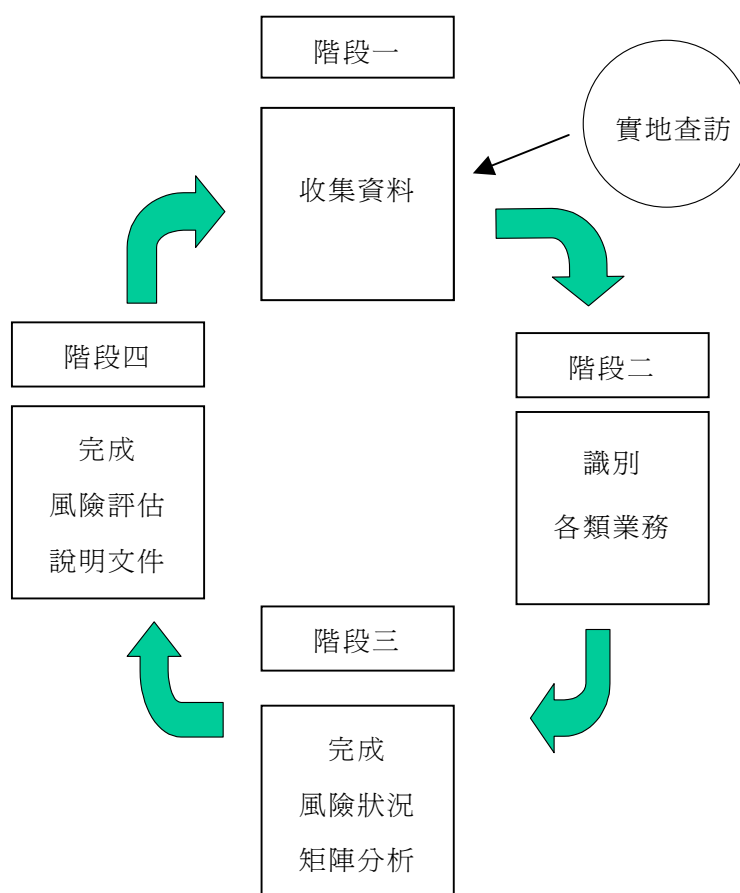 階段一
收集資料
實地查訪
階段二
識別
各類業務
階段三
完成
風險狀況
矩陣分析
階段四
完成
風險評估
說明文件